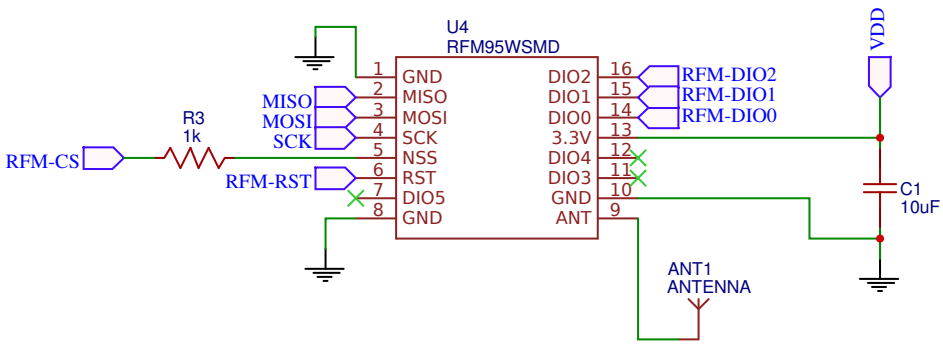 U4
RFM95WSMD
VDD
1 GND DIO2 16 RFM-DIO2
MISO 2 MISO DIO1 15 RFM-DIO1
MOSI 3 MOSI DIO0 14 RFM-DIO0
SCK 4 SCK 3.3V 13
R3
1k
RFM-CS 5 NSS DIO4 12
RFM-RST 6 RST DIO3 11
7 DIO5 GND 10
8 GND ANT 9
C1
10uF
ANT1
ANTENNA